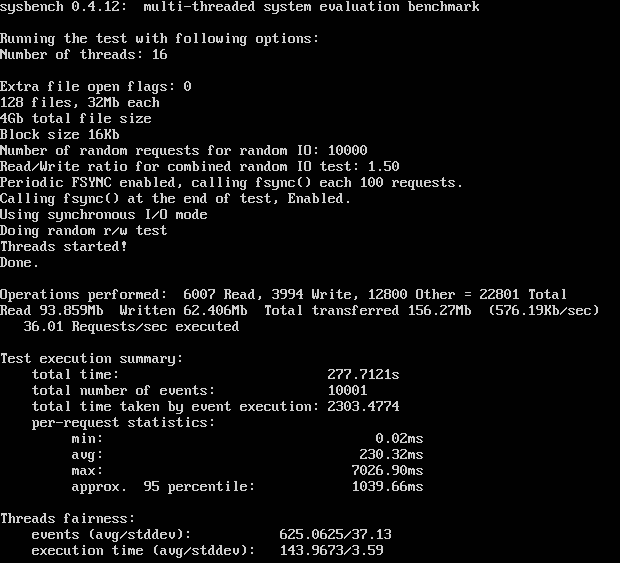 sysbench 0.4.12:  multi-threaded system evaluation benchmark
Running the test with following options:
Number of threads: 16
Extra file open flags: 0
128 files, 32Mb each
4Gb total file size
Block size 16Kb
Number of random requests for random IO: 10000
Read/Write ratio for combined random IO test: 1.50
Periodic FSYNC enabled, calling fsync() each 100 requests.
Calling fsync() at the end of test, Enabled.
Using synchronous I/O mode
Doing random r/w test
Threads started!
Done.
Operations performed:  6007 Read, 3994 Write, 12800 Other = 22801 Total
Read 93.859Mb  Written 62.406Mb  Total transferred 156.27Mb  (576.19Kb/sec)
   36.01 Requests/sec executed
Test execution summary:
    total time:                          277.7121s
    total number of events:              10001
    total time taken by event execution: 2303.4774
    per-request statistics:
         min:                                  0.02ms
         avg:                                230.32ms
         max:                               7026.90ms
         approx.  95 percentile:            1039.66ms
Threads fairness:
    events (avg/stddev):           625.0625/37.13
    execution time (avg/stddev):   143.9673/3.59